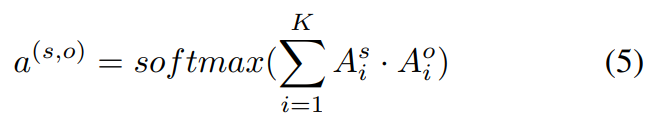 a^{(s,o)} = softmax(\sum_{i=1}^{K} A_i^s \cdot A_i^o) (5)